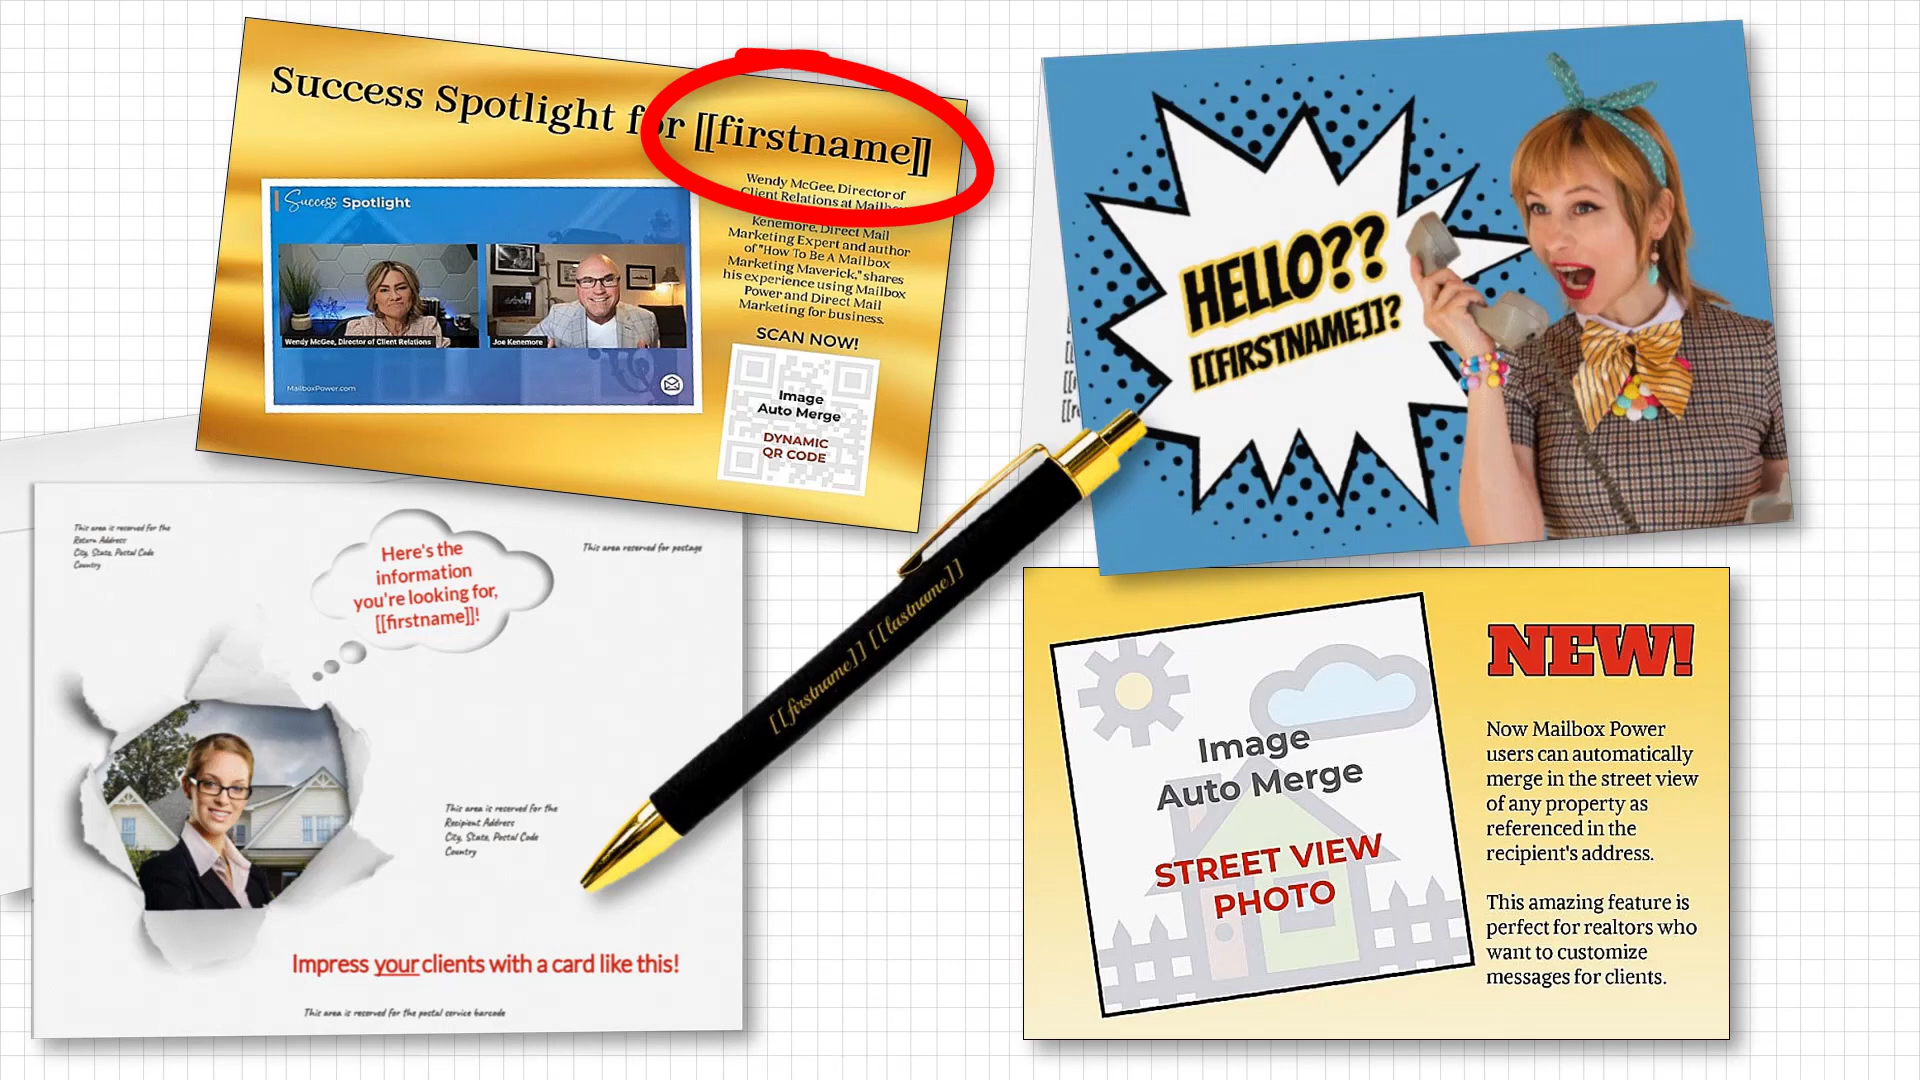 Success Spotlight for [[firstname]]
Success Spotlight
Wendy McGee, Director of Client Relations
Joe Kenemore
MailboxPower.com
Wendy McGee, Director of
Client Relations at
Kenemore, Direct Mail
Marketing Expert and author
of "How To Be A Mailbox
Marketing Maverick," shares
his experience using Mailbox
Power and Direct Mail
Marketing for business.
SCAN NOW!
Image
Auto Merge
DYNAMIC
QR CODE
HELLO??
[[FIRSTNAME]]?
This area is reserved for the
Return Address
City, State, Postal Code
Country
Here's the
information
you're looking for,
[[firstname]]!
This area reserved for postage
This area is reserved for the
Recipient Address
City, State, Postal Code
Country
Impress your clients with a card like this!
This area is reserved for the postal service barcode
[[firstname]] [[lastname]]
Image
Auto Merge
STREET VIEW
PHOTO
NEW!
Now Mailbox Power
users can automatically
merge in the street view
of any property as
referenced in the
recipient's address.
This amazing feature is
perfect for realtors who
want to customize
messages for clients.